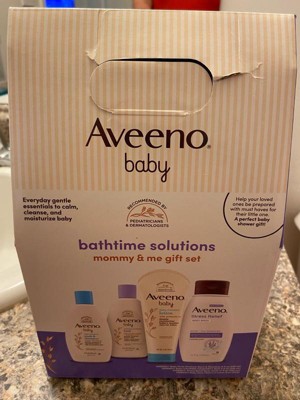 Aveeno®
baby
Everyday gentle
essentials to calm,
cleanse, and
moisturize baby
RECOMMENDED BY
PEDIATRICIANS
& DERMATOLOGISTS
Help your loved
ones be prepared
with must haves for
their little one.
A perfect baby
shower gift!
bathtime solutions
mommy & me gift set
Aveeno
baby
Aveeno
baby
Aveeno
baby
Aveeno
stress relief